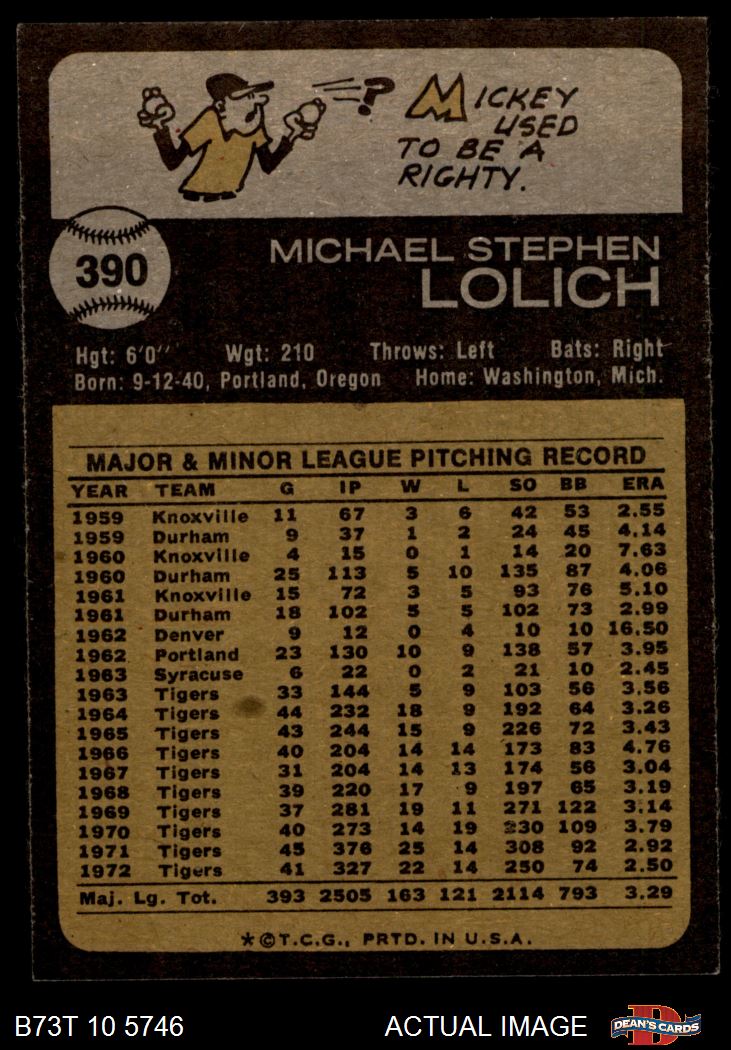 ?
MICKEY
USED
TO BE A
RIGHTY.
390
MICHAEL STEPHEN
LOLICH
Hgt: 6'0" Wgt: 210 Throws: Left Bats: Right
Born: 9-12-40, Portland, Oregon Home: Washington, Mich.
MAJOR & MINOR LEAGUE PITCHING RECORD
YEAR TEAM G IP W L SO BB ERA
1959 Knoxville 11 67 3 6 42 53 2.55
1959 Durham 9 37 1 2 24 45 4.14
1960 Knoxville 4 15 0 1 14 20 7.63
1960 Durham 25 113 5 10 135 87 4.06
1961 Knoxville 15 72 3 5 93 76 5.10
1961 Durham 18 102 5 5 102 73 2.99
1962 Denver 9 12 0 4 10 10 16.50
1962 Portland 23 130 10 9 138 57 3.95
1963 Syracuse 6 22 0 2 21 10 2.45
1963 Tigers 33 144 5 9 103 56 3.56
1964 Tigers 44 232 18 9 192 64 3.26
1965 Tigers 43 244 15 9 226 72 3.43
1966 Tigers 40 204 14 14 173 83 4.76
1967 Tigers 31 204 14 13 174 56 3.04
1968 Tigers 39 220 17 9 197 65 3.19
1969 Tigers 37 281 19 11 271 122 3.14
1970 Tigers 40 273 14 19 230 109 3.79
1971 Tigers 45 376 25 14 308 92 2.92
1972 Tigers 41 327 22 14 250 74 2.50
Maj. Lg. Tot. 393 2505 163 121 2114 793 3.29
*©T.C.G., PRTD. IN U.S.A.
B73T 10 5746 ACTUAL IMAGE
D
DEAN'S CARDS